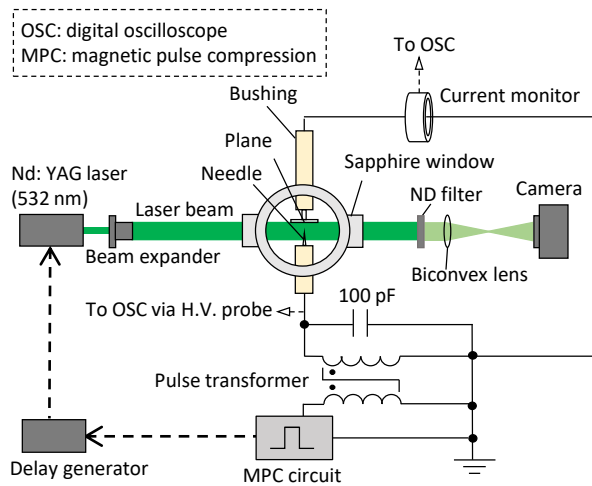 OSC: digital oscilloscope
MPC: magnetic pulse compression
To OSC
Bushing
Current monitor
Plane
Sapphire window
Needle
Nd: YAG laser
(532 nm)
ND filter
Camera
Laser beam
Beam expander
Biconvex lens
100 pF
To OSC via H.V. probe
Pulse transformer
Delay generator
MPC circuit